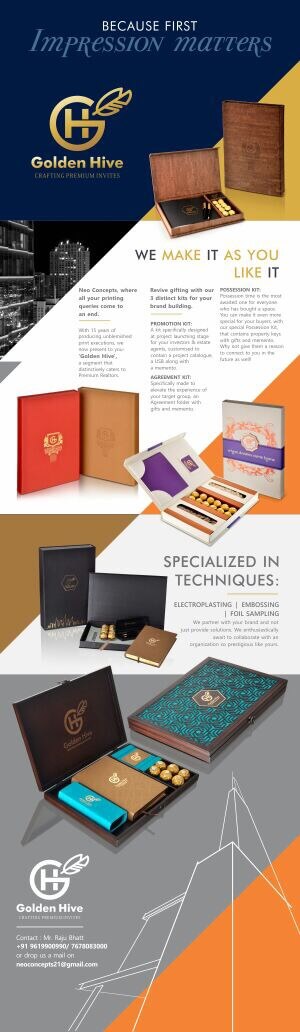 BECAUSE FIRST
IMPRESSION MATTERS
GH
Golden Hive
CRAFTING PREMIUM INVITES
WE MAKE IT AS YOU
LIKE IT
Neo Concepts, where
all your printing
queries come to
an end.
With 15 years of
producing unblemished
print executions, we
now present to you
'Golden Hive',
a segment that
distinctively caters to
Premium Realtors.
Revive gifting with our
3 distinct kits for your
brand building.
PROMOTION KIT:
A kit specifically designed
at project launching stage
for your investors & estate
agents, customised to
contain a project catalogue,
a USB along with
a memento.
AGREEMENT KIT:
Specifically made to
elevate the experience of
your target group, an
Agreement folder with
gifts and memento.
POSSESSION KIT:
Possession time is the most
awaited one for everyone
who has bought a space.
You can make it even more
special for your buyers, with
our special Possession Kit,
that contains property keys
with gifts and memento.
Why not give them a reason
to connect to you in the
future as well!
SPECIALIZED IN
TECHNIQUES:
ELECTROPLASTING | EMBOSSING
| FOIL SAMPLING
We partner with your brand and not
just provide solutions. We enthusiastically
await to collaborate with an
organization so prestigious like yours.
GH
Golden Hive
GH
Golden Hive
CRAFTING PREMIUM INVITES
Contact : Mr. Raju Bhatt
+91 9619900990/ 7678083000
or drop us a mail on
neoconcepts21@gmail.com